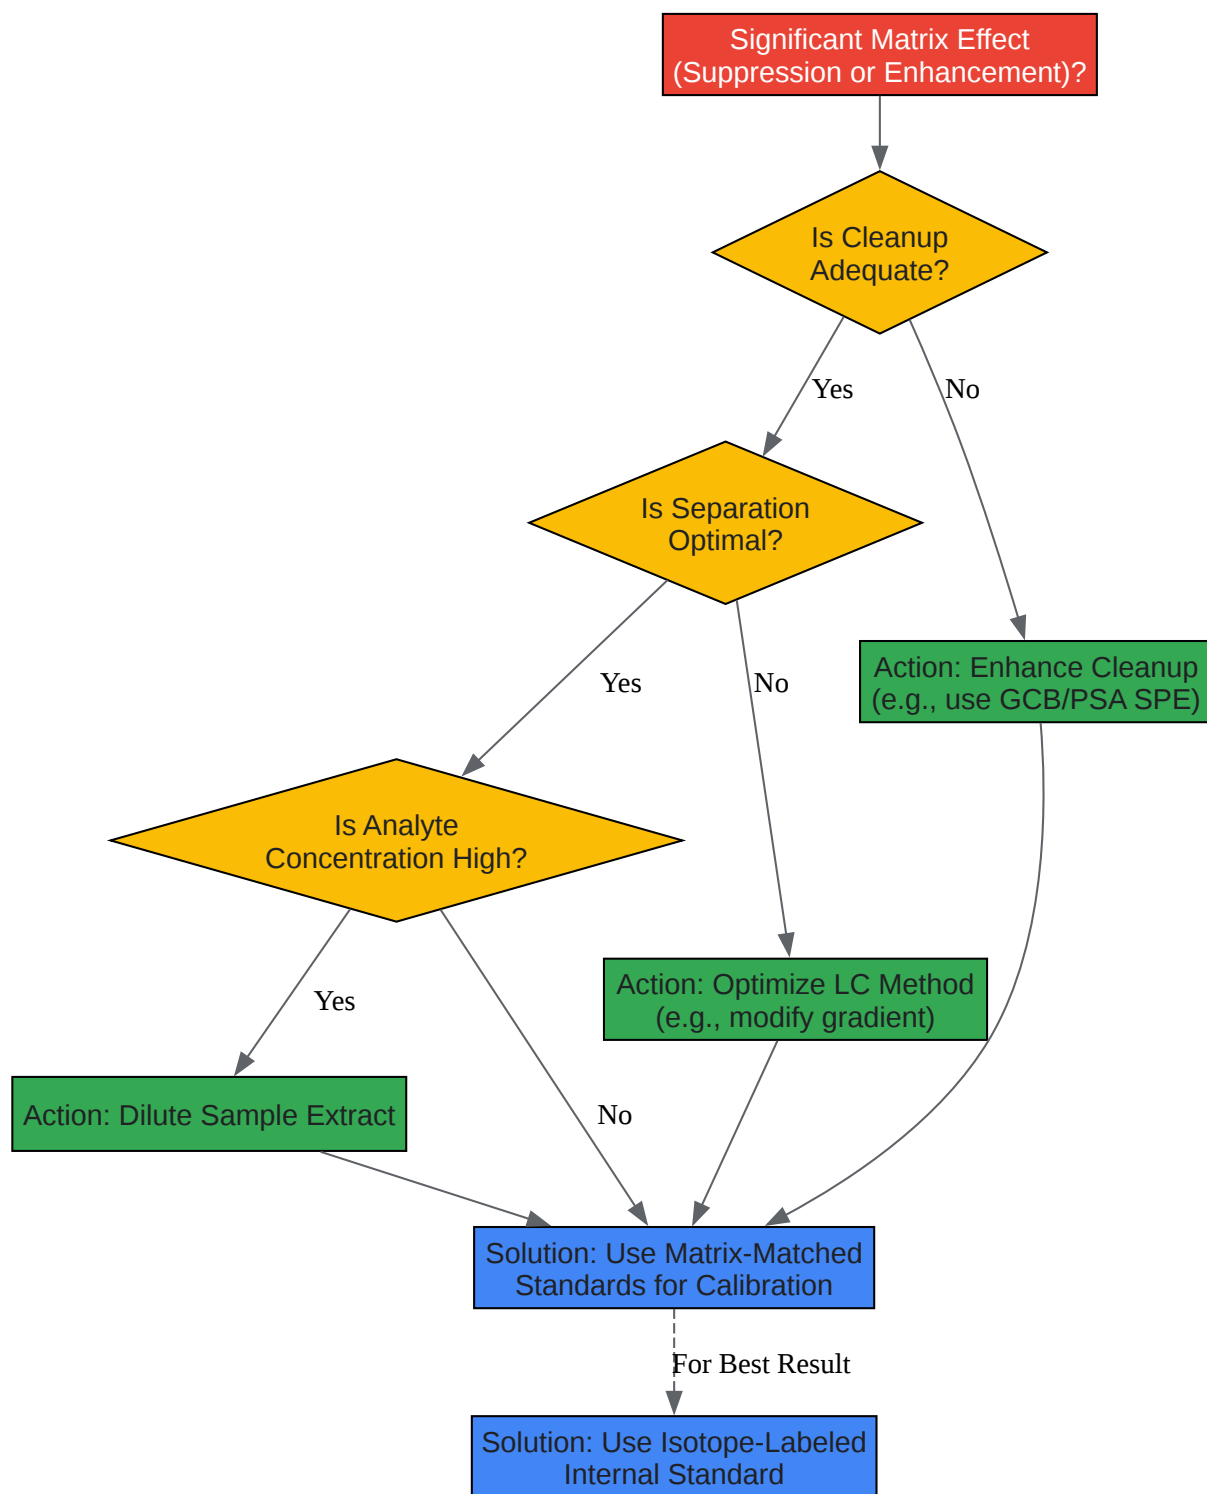 Significant Matrix Effect
(Suppression or Enhancement)?
Is Cleanup
Adequate?
Yes
No
Is Separation
Optimal?
Yes
No
Action: Enhance Cleanup
(e.g., use GCB/PSA SPE)
Is Analyte
Concentration High?
Yes
No
Action: Optimize LC Method
(e.g., modify gradient)
Action: Dilute Sample Extract
Solution: Use Matrix-Matched
Standards for Calibration
For Best Result
Solution: Use Isotope-Labeled
Internal Standard